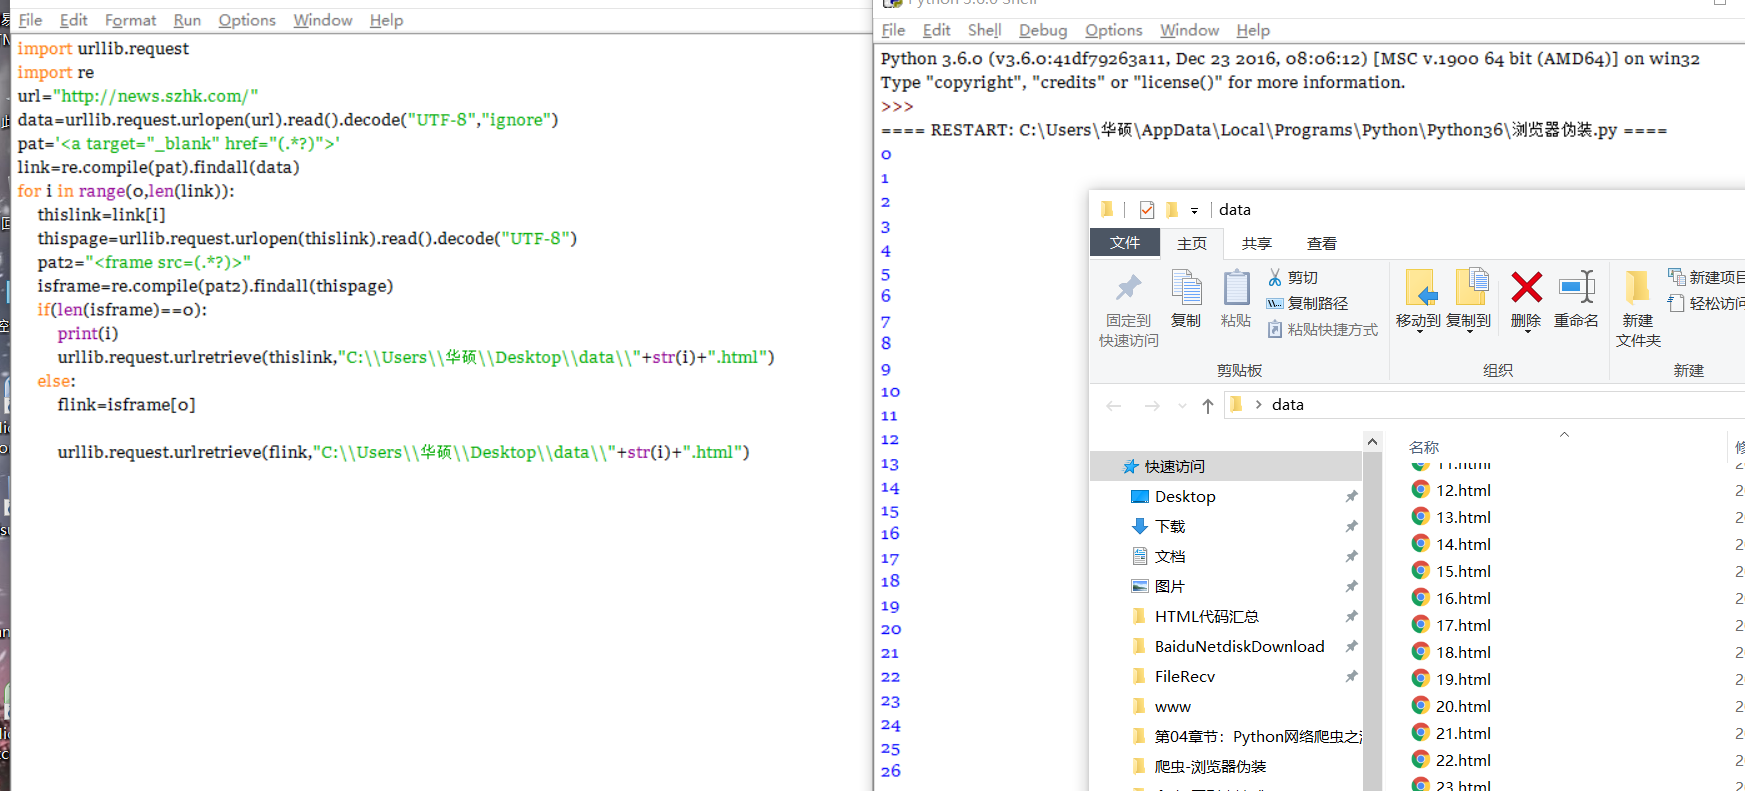 File Edit Format Run Options Window Help
import urllib.request
import re
url="http://news.szhk.com/"
data=urllib.request.urlopen(url).read().decode("UTF-8","ignore")
pat='<a target="_blank" href="(.*?)">'
link=re.compile(pat).findall(data)
for i in range(0,len(link)):
thislink=link[i]
thispage=urllib.request.urlopen(thislink).read().decode("UTF-8")
pat2="<frame src=(.*?)>"
isframe=re.compile(pat2).findall(thispage)
if(len(isframe)==0):
print(i)
urllib.request.urlretrieve(thislink,"C:\\Users\\华硕\\Desktop\\data\\"+str(i)+".html")
else:
flink=isframe[0]
urllib.request.urlretrieve(flink,"C:\\Users\\华硕\\Desktop\\data\\"+str(i)+".html")
Python 3.6.0 Shell
File Edit Shell Debug Options Window Help
Python 3.6.0 (v3.6.0:41df79263a11, Dec 23 2016, 08:06:12) [MSC v.1900 64 bit (AMD64)] on win32
Type "copyright", "credits" or "license()" for more information.
>>>
==== RESTART: C:\Users\华硕\AppData\Local\Programs\Python\Python36\浏览器伪装.py ====
0
1
2
3
4
5
6
7
8
9
10
11
12
13
14
15
16
17
18
19
20
21
22
23
24
25
26
data
文件 主页 共享 查看
固定到快速访问
复制
粘贴
剪切
复制路径
粘贴快捷方式
剪贴板
移动到
复制到
删除
重命名
组织
新建文件夹
新建项目
轻松访问
新建
data
快速访问
Desktop
下载
文档
图片
HTML代码汇总
BaiduNetdiskDownload
FileRecv
www
第04章节：Python网络爬虫之
爬虫-浏览器伪装
名称
11.html
12.html
13.html
14.html
15.html
16.html
17.html
18.html
19.html
20.html
21.html
22.html
23.html